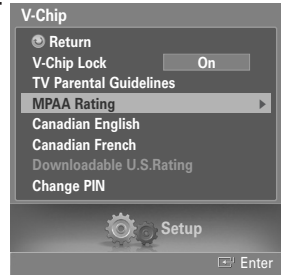 V-Chip
Return
V-Chip Lock On
TV Parental Guidelines
MPAA Rating
Canadian English
Canadian French
Downloadable U.S.Rating
Change PIN
Setup
Enter